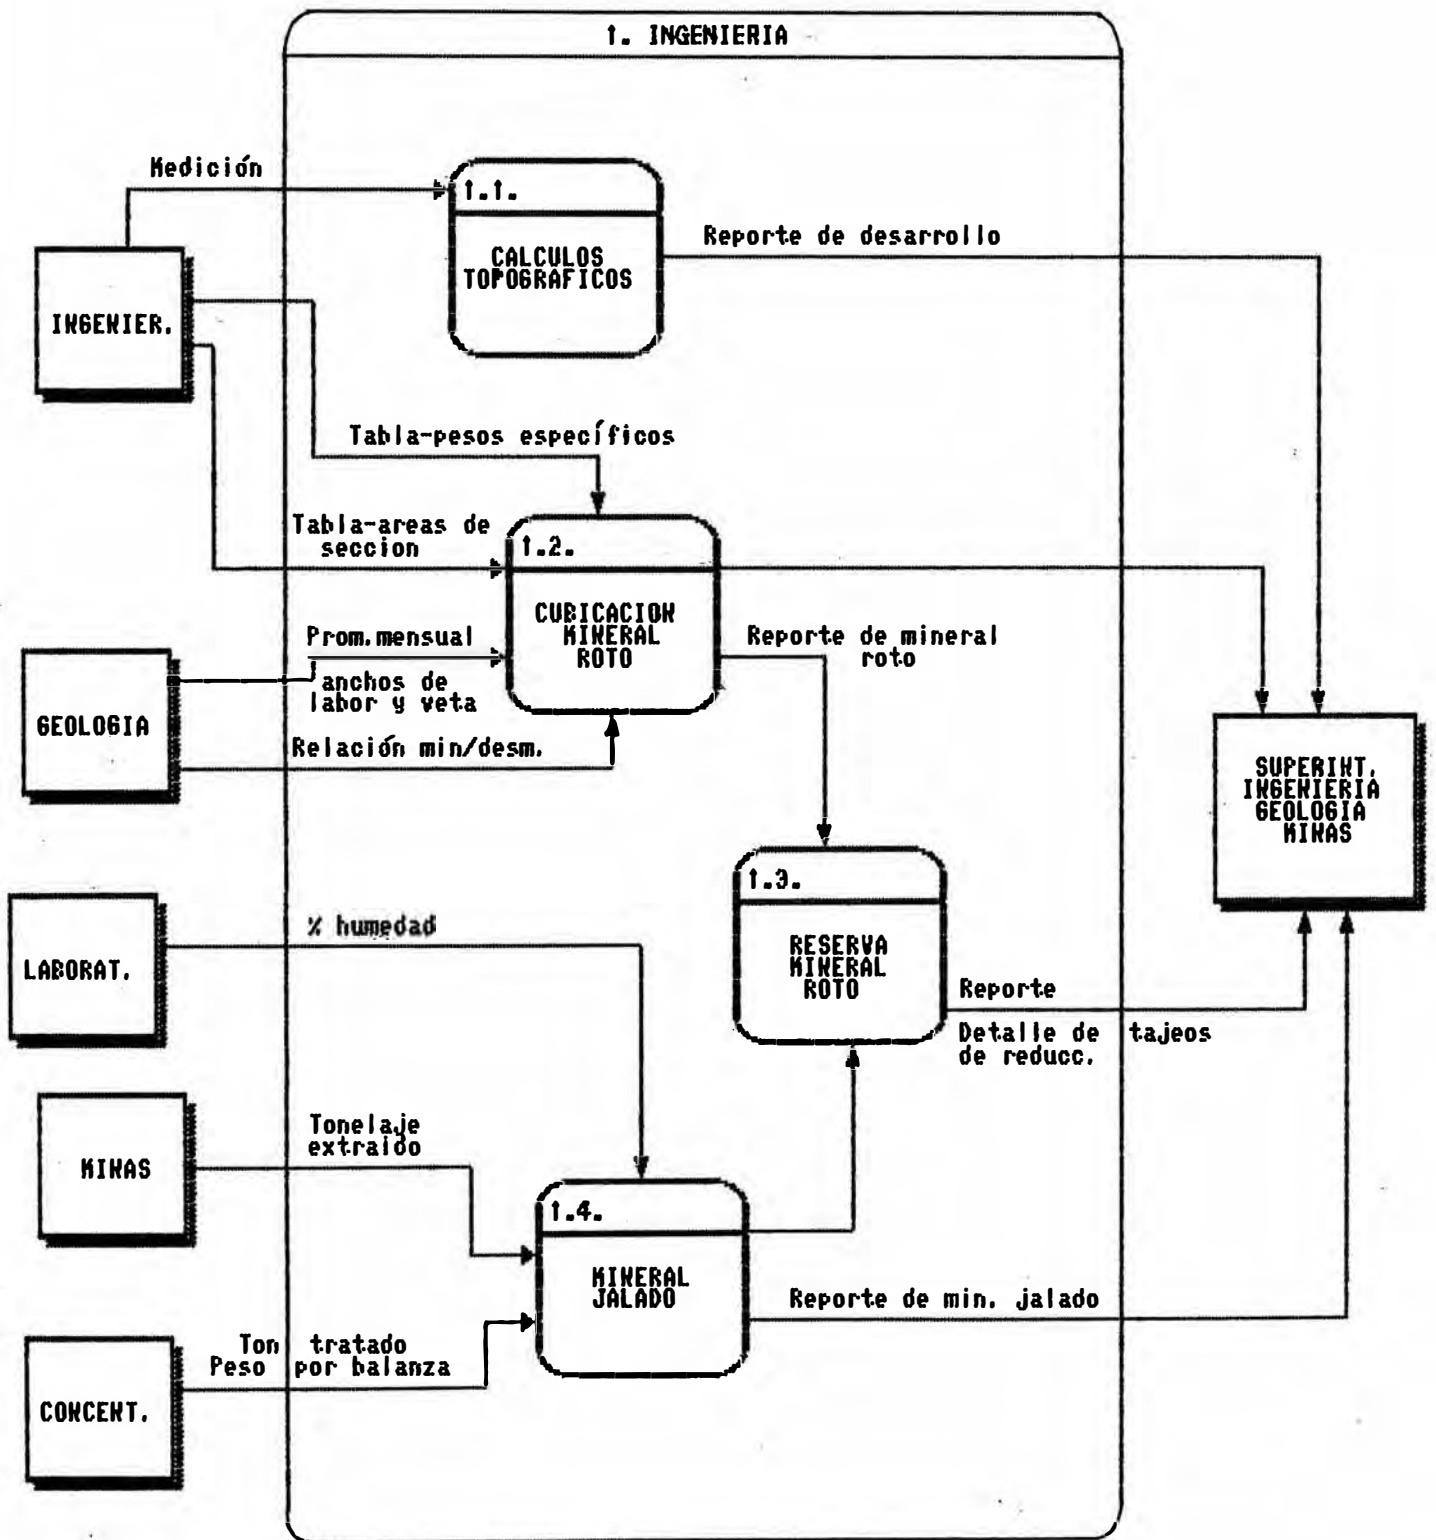 1. INGENIERIA
Medición
1.1.
CALCULOS
TOPOGRAFICOS
Reporte de desarrollo
INGENIER.
Tabla-pesos específicos
Tabla-areas de
seccion
1.2.
CUBICACION
MINERAL
ROTO
Prom.mensual
anchos de
labor y veta
Reporte de mineral
roto
GEOLOGIA
Relación min/desm.
SUPERINT.
INGENIERIA
GEOLOGIA
MINAS
1.3.
RESERVA
MINERAL
ROTO
% humedad
LABORAT.
Reporte
Detalle de tajeos
de reducc.
Tonelaje
extraido
MINAS
1.4.
MINERAL
JALADO
Reporte de min. jalado
Ton tratado
Peso por balanza
CONCENT.